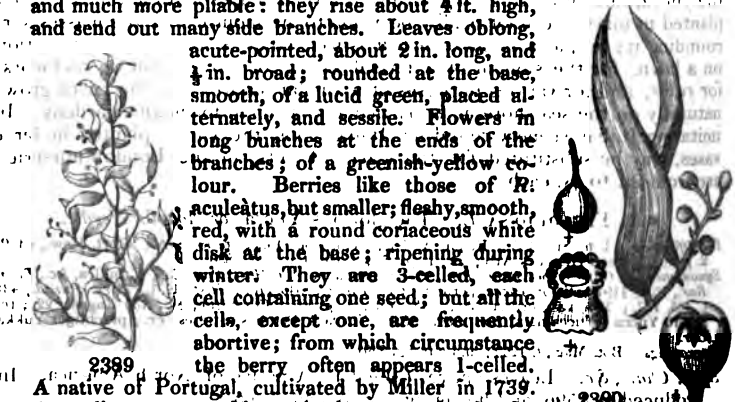 and much more pliable: they rise about 4 ft. high,
and send out many side branches. Leaves oblong,
acute-pointed, about 2 in. long, and
½ in. broad; rounded at the base,
smooth, of a lucid green, placed al-
ternately, and sessile. Flowers in
long bunches at the ends of the
branches; of a greenish-yellow co-
lour. Berries like those of R.
aculeàtus, but smaller; fleshy, smooth,
red, with a round coriaceous white
disk at the base; ripening during
winter. They are 3-celled, each
cell containing one seed; but all the
cells, except one, are frequently
abortive; from which circumstance
the berry often appears 1-celled.
2389
A native of Portugal, cultivated by Miller in 1739.
2390